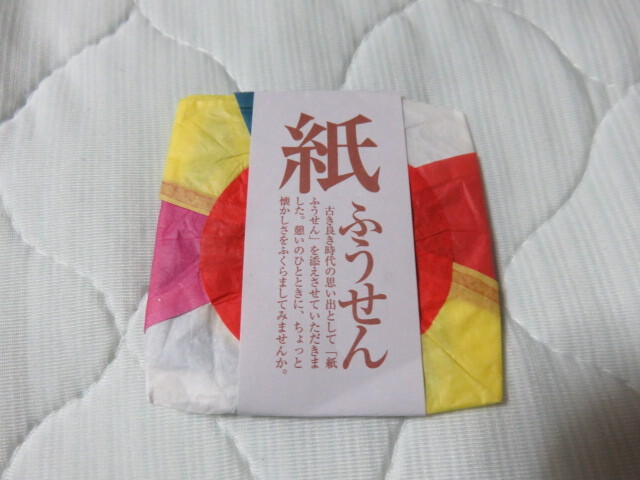 紙ふうせん
古き良き時代の思い出として「紙
ふうせん」を添えさせていただきま
した。憩いのひとときに、ちょっと
懐かしさをふくらましてみませんか。